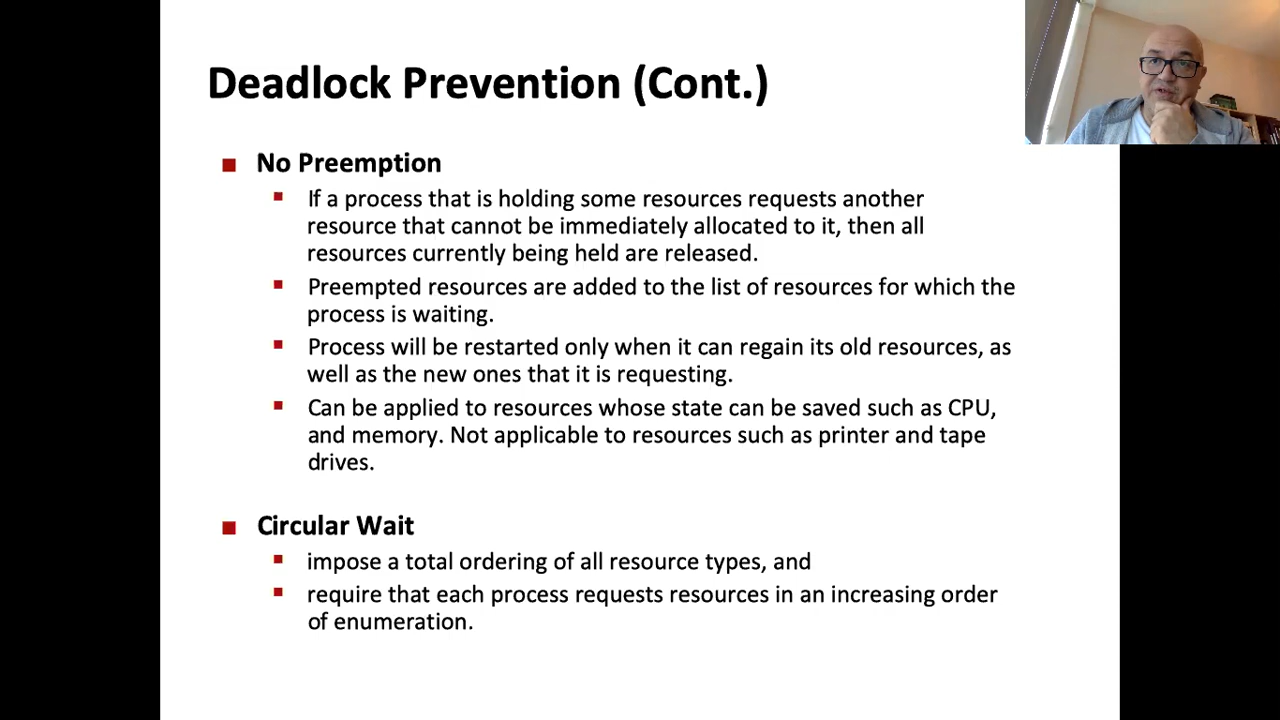 Deadlock Prevention (Cont.)
■ No Preemption
▪ If a process that is holding some resources requests another
resource that cannot be immediately allocated to it, then all
resources currently being held are released.
▪ Preempted resources are added to the list of resources for which the
process is waiting.
▪ Process will be restarted only when it can regain its old resources, as
well as the new ones that it is requesting.
▪ Can be applied to resources whose state can be saved such as CPU,
and memory. Not applicable to resources such as printer and tape
drives.
■ Circular Wait
▪ impose a total ordering of all resource types, and
▪ require that each process requests resources in an increasing order
of enumeration.